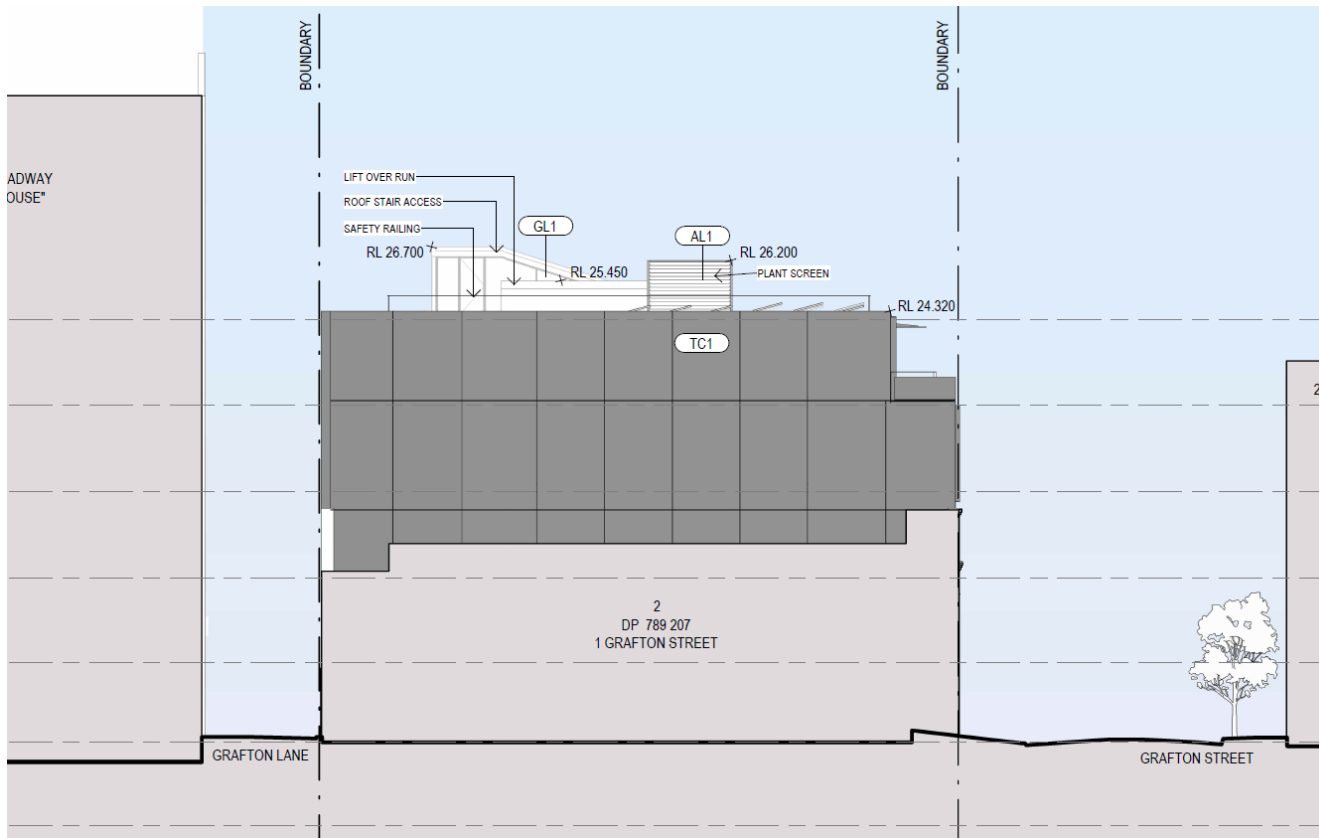 BOUNDARY
BOUNDARY
ADWAY
OUSE"
LIFT OVER RUN
ROOF STAIR ACCESS
SAFETY RAILING
GL1
AL1
RL 26.700
RL 25.450
RL 26.200
PLANT SCREEN
RL 24.320
TC1
2
2
DP 789 207
1 GRAFTON STREET
GRAFTON LANE
GRAFTON STREET